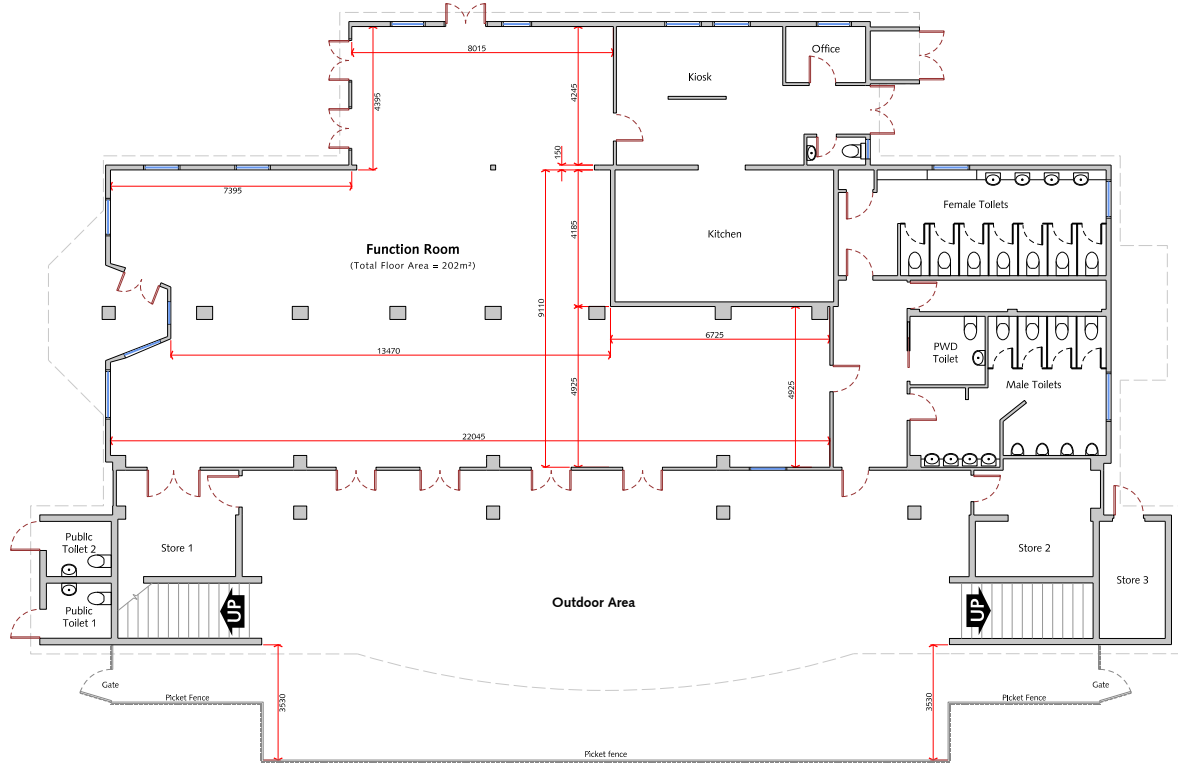 8015
Office
Kiosk
4395
4245
150
7395
Female Toilets
4185
Kitchen
Function Room
(Total Floor Area = 202m²)
9110
6725
PWD
Toilet
13470
Male Toilets
4925
4925
22045
Public
Toilet 2
Store 1
Store 2
Store 3
Public
Toilet 1
UP
Outdoor Area
UP
Gate
Picket Fence
3530
3530
Picket Fence
Gate
Picket fence